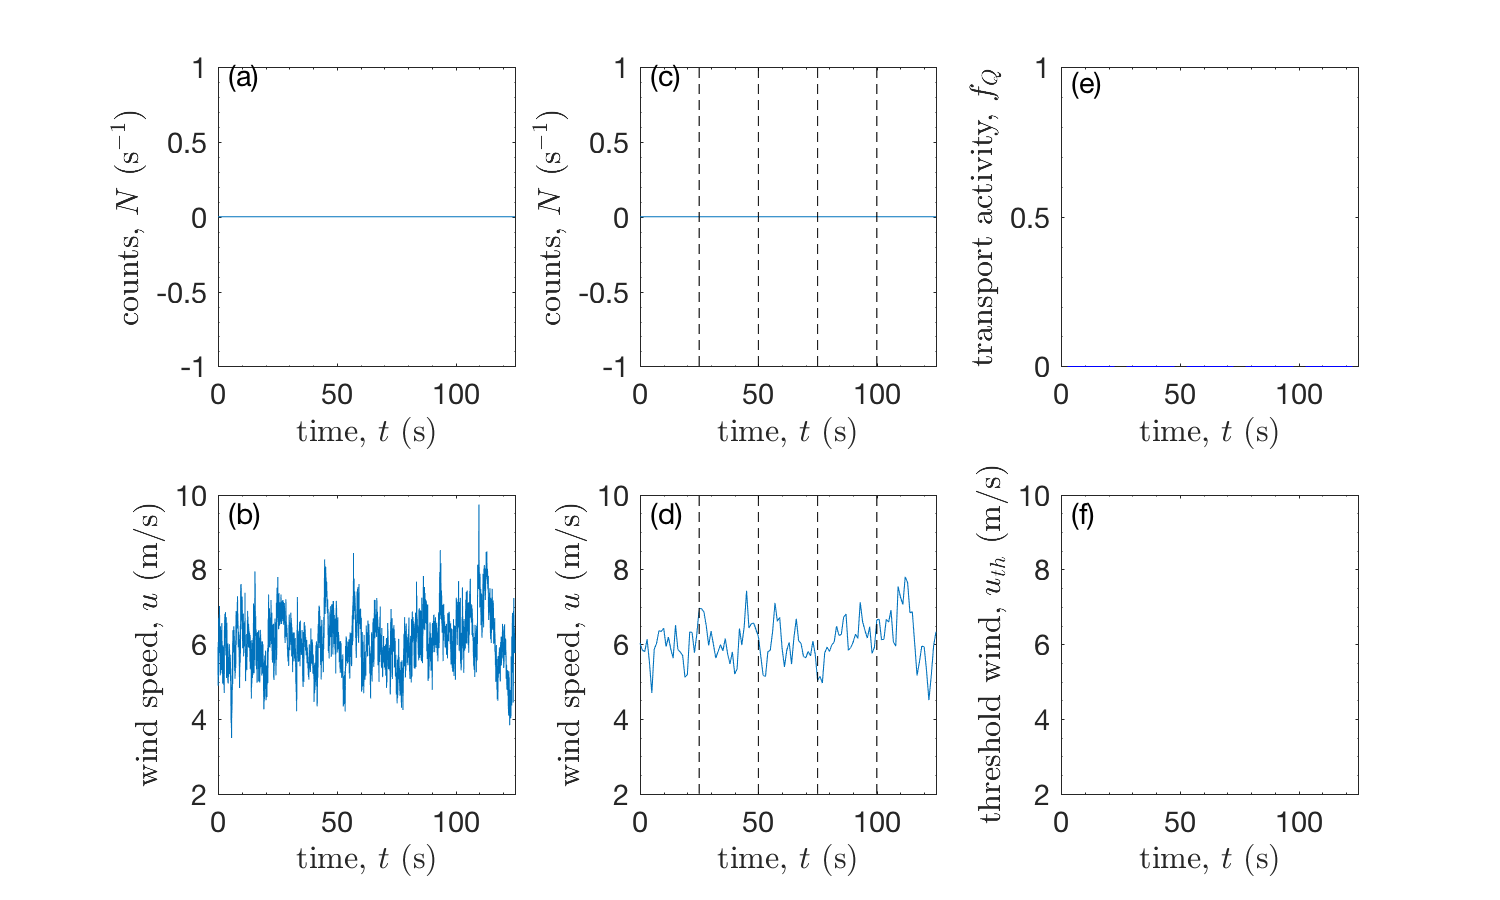 (a)
1
0.5
0
-0.5
-1
counts, N (s⁻¹)
0 50 100
time, t (s)
(c)
1
0.5
0
-0.5
-1
counts, N (s⁻¹)
0 50 100
time, t (s)
(e)
1
0.5
0
transport activity, f_Q
0 50 100
time, t (s)
(b)
10
8
6
4
2
wind speed, u (m/s)
0 50 100
time, t (s)
(d)
10
8
6
4
2
wind speed, u (m/s)
0 50 100
time, t (s)
(f)
10
8
6
4
2
threshold wind, u_th (m/s)
0 50 100
time, t (s)